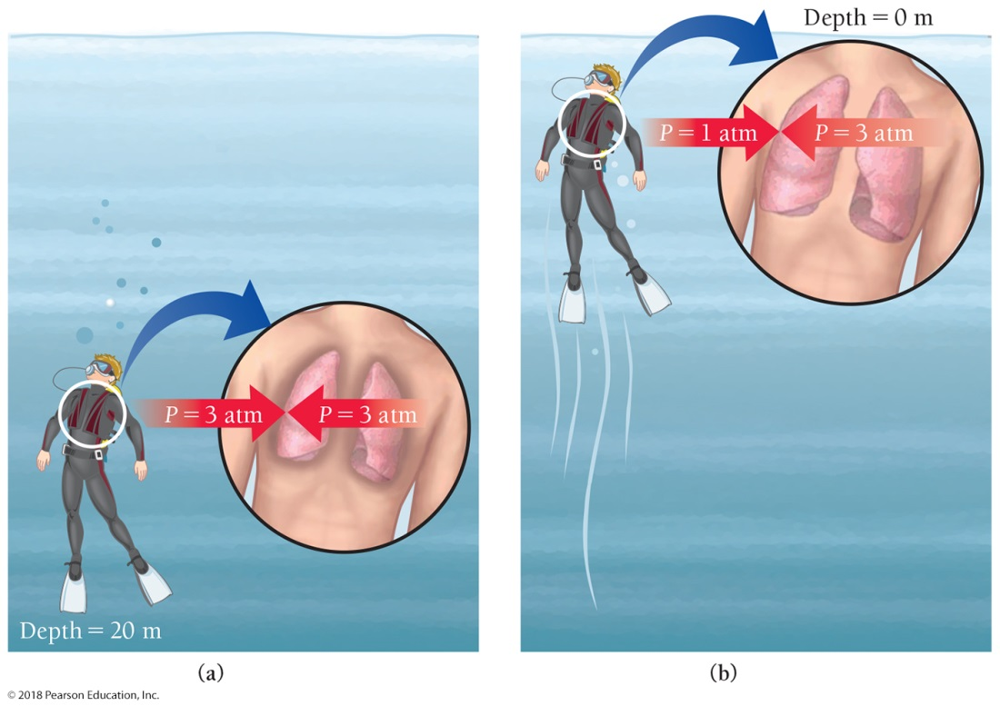 Depth = 0 m
P = 1 atm
P = 3 atm
P = 3 atm
P = 3 atm
Depth = 20 m
(a)
(b)
© 2018 Pearson Education, Inc.